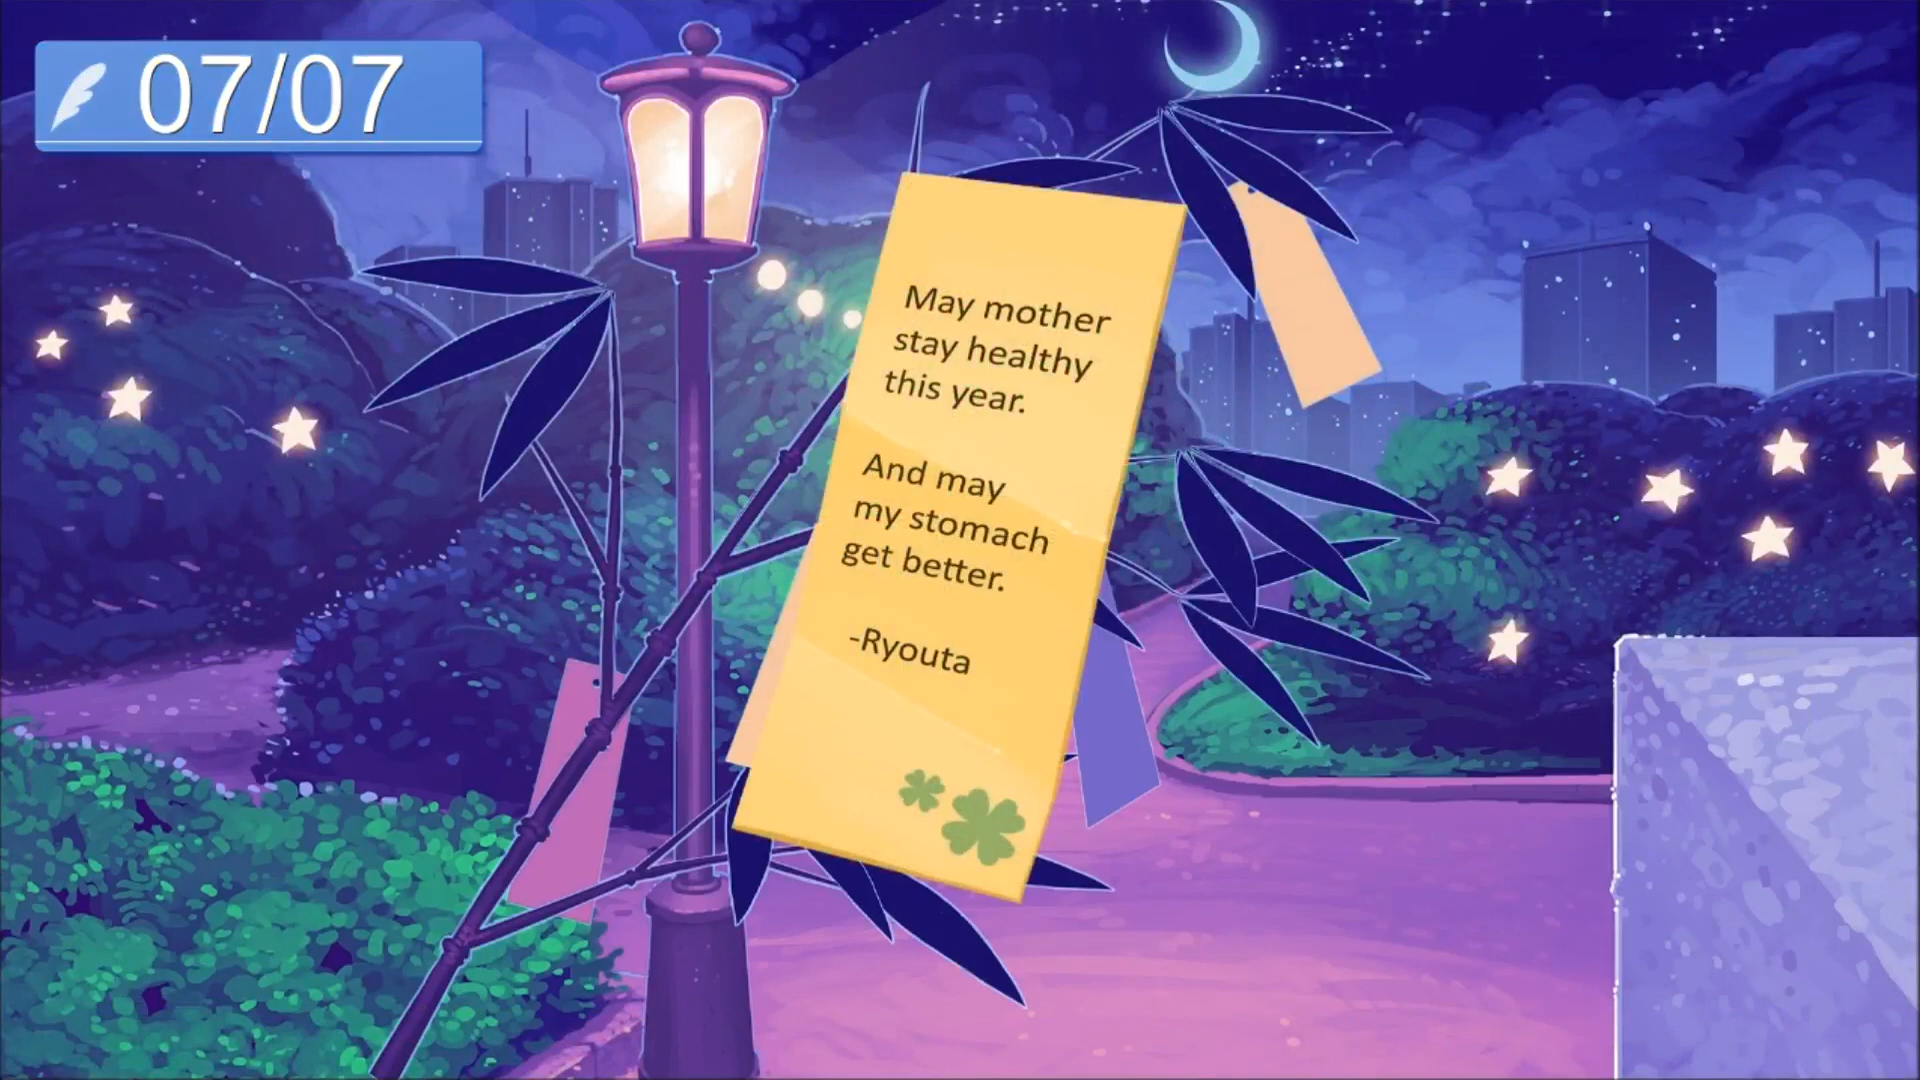 07/07
May mother
stay healthy
this year.
And may
my stomach
get better.
-Ryouta